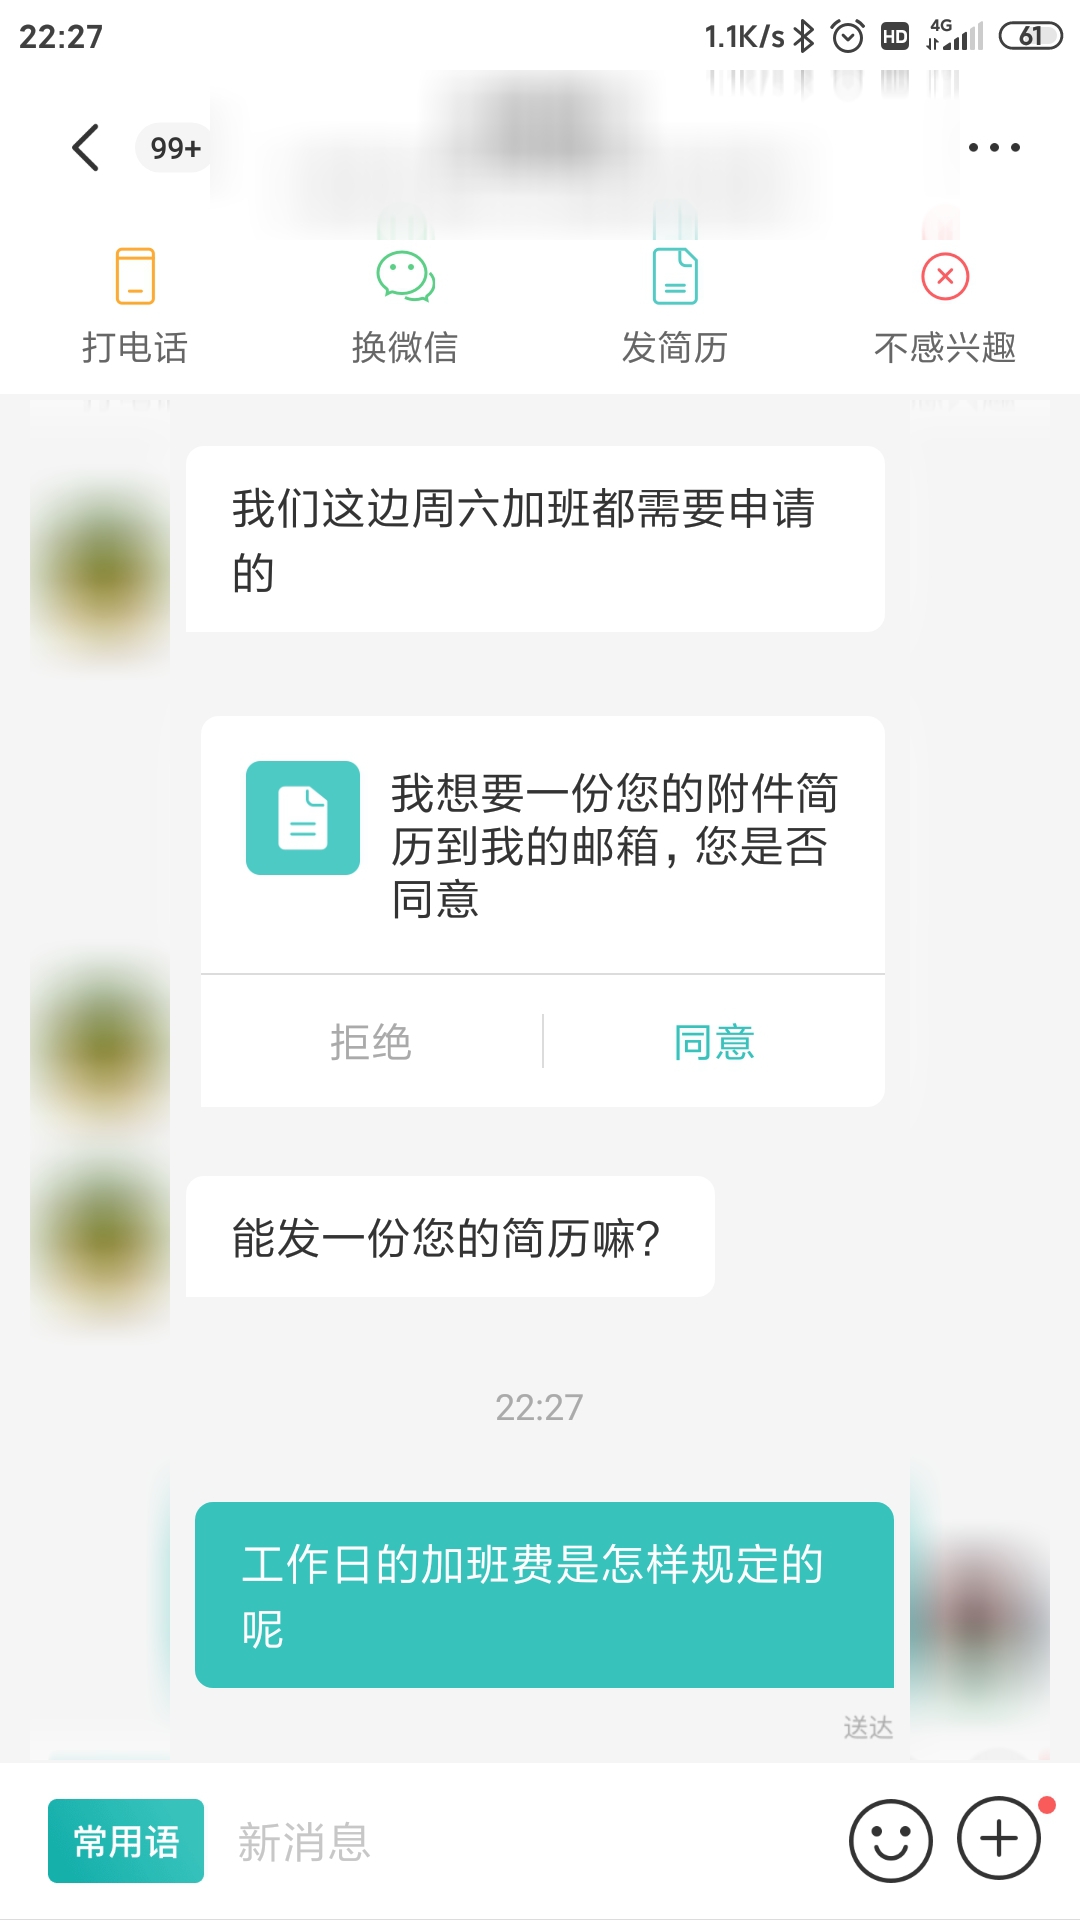 22:27
1.1K/s
HD
4G
61
99+
打电话
换微信
发简历
不感兴趣
我们这边周六加班都需要申请
的
我想要一份您的附件简
历到我的邮箱，您是否
同意
拒绝
同意
能发一份您的简历嘛?
22:27
工作日的加班费是怎样规定的
呢
送达
常用语
新消息